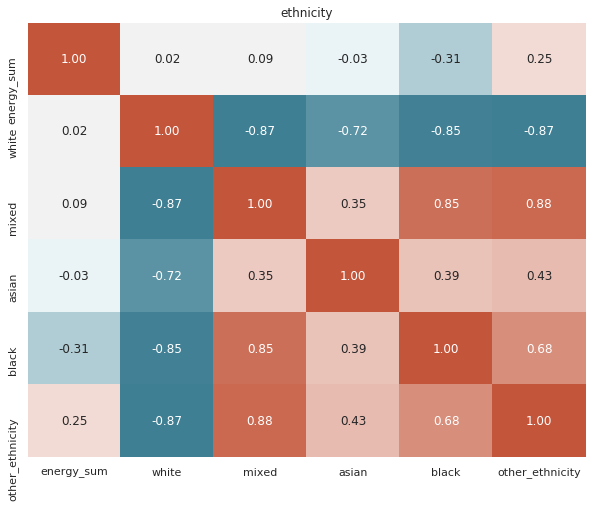 ethnicity
energy_sum 1.00 0.02 0.09 -0.03 -0.31 0.25
white 0.02 1.00 -0.87 -0.72 -0.85 -0.87
mixed 0.09 -0.87 1.00 0.35 0.85 0.88
asian -0.03 -0.72 0.35 1.00 0.39 0.43
black -0.31 -0.85 0.85 0.39 1.00 0.68
other_ethnicity 0.25 -0.87 0.88 0.43 0.68 1.00
energy_sum white mixed asian black other_ethnicity